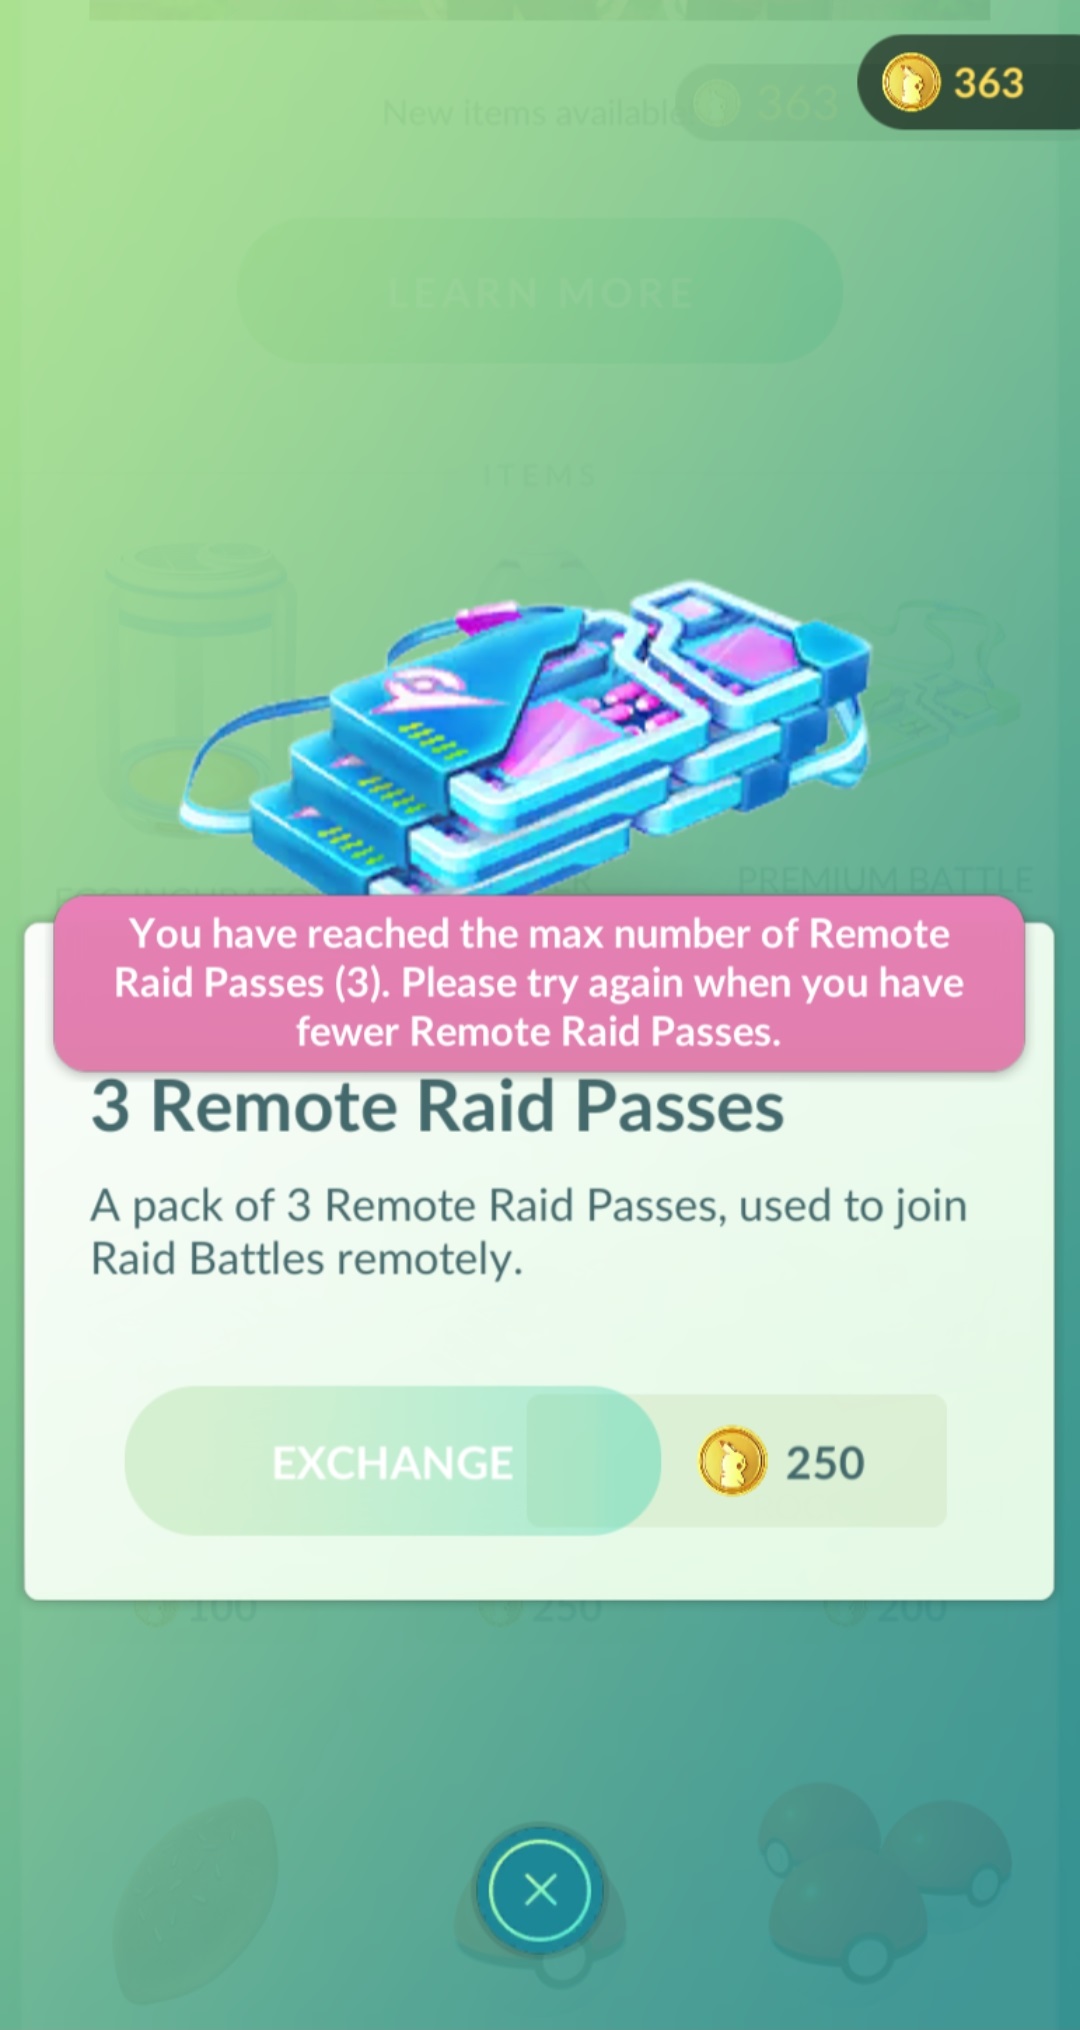 363
New items available
363
LEARN MORE
ITEMS
PREMIUM BATTLE
You have reached the max number of Remote
Raid Passes (3). Please try again when you have
fewer Remote Raid Passes.
3 Remote Raid Passes
A pack of 3 Remote Raid Passes, used to join
Raid Battles remotely.
EXCHANGE
250
100
250
200